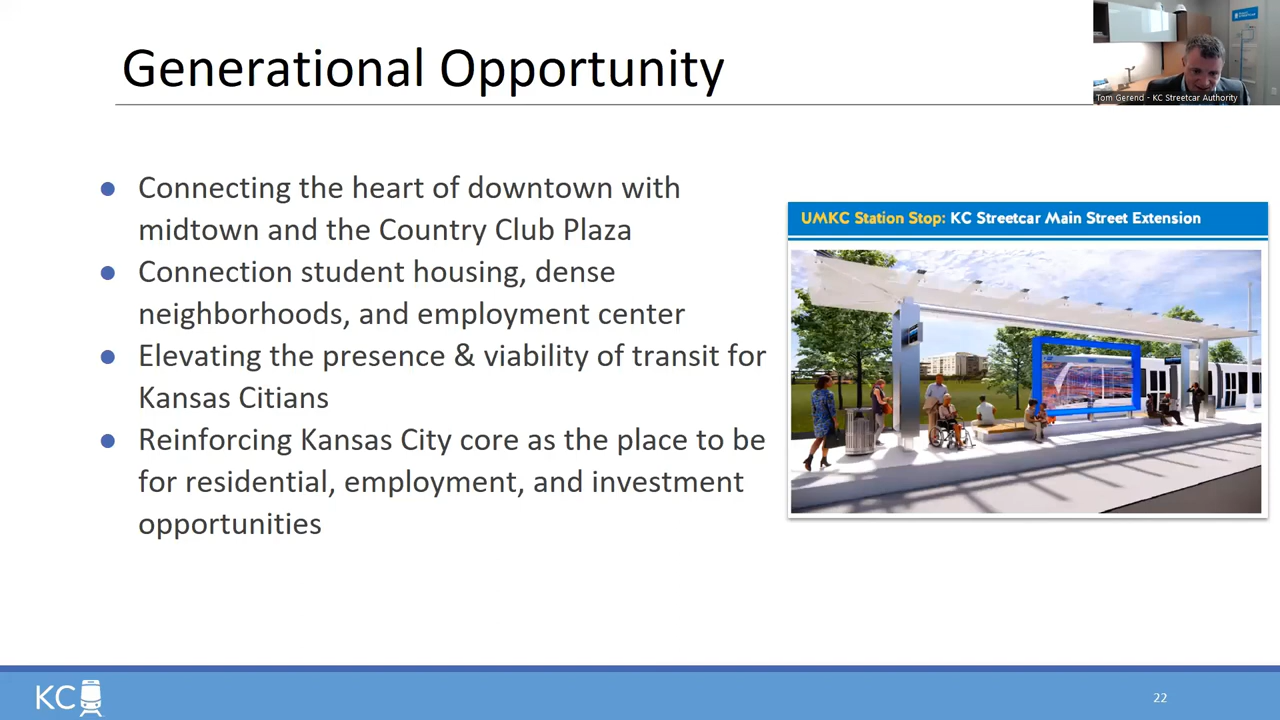 Generational Opportunity
Tom Gerend - KC Streetcar Authority
● Connecting the heart of downtown with
midtown and the Country Club Plaza
● Connection student housing, dense
neighborhoods, and employment center
● Elevating the presence & viability of transit for
Kansas Citians
● Reinforcing Kansas City core as the place to be
for residential, employment, and investment
opportunities
UMKC Station Stop: KC Streetcar Main Street Extension
KC
22